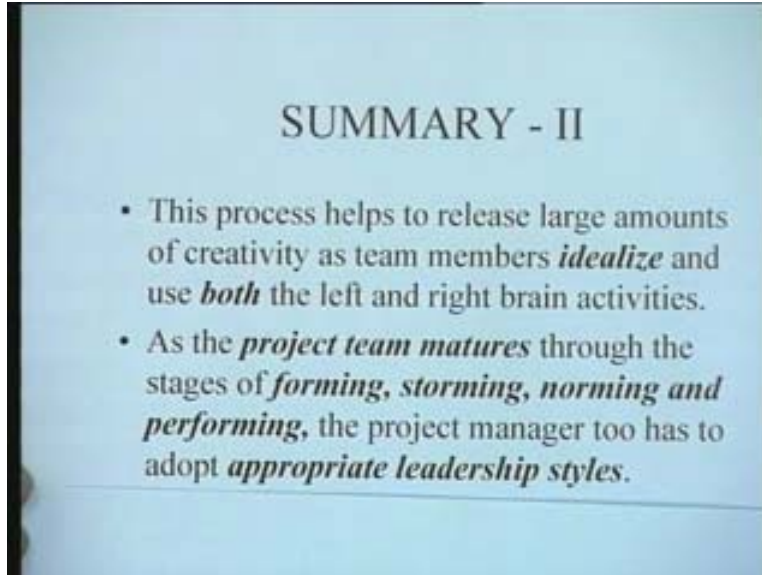 SUMMARY - II
• This process helps to release large amounts
of creativity as team members idealize and
use both the left and right brain activities.
• As the project team matures through the
stages of forming, storming, norming and
performing, the project manager too has to
adopt appropriate leadership styles.